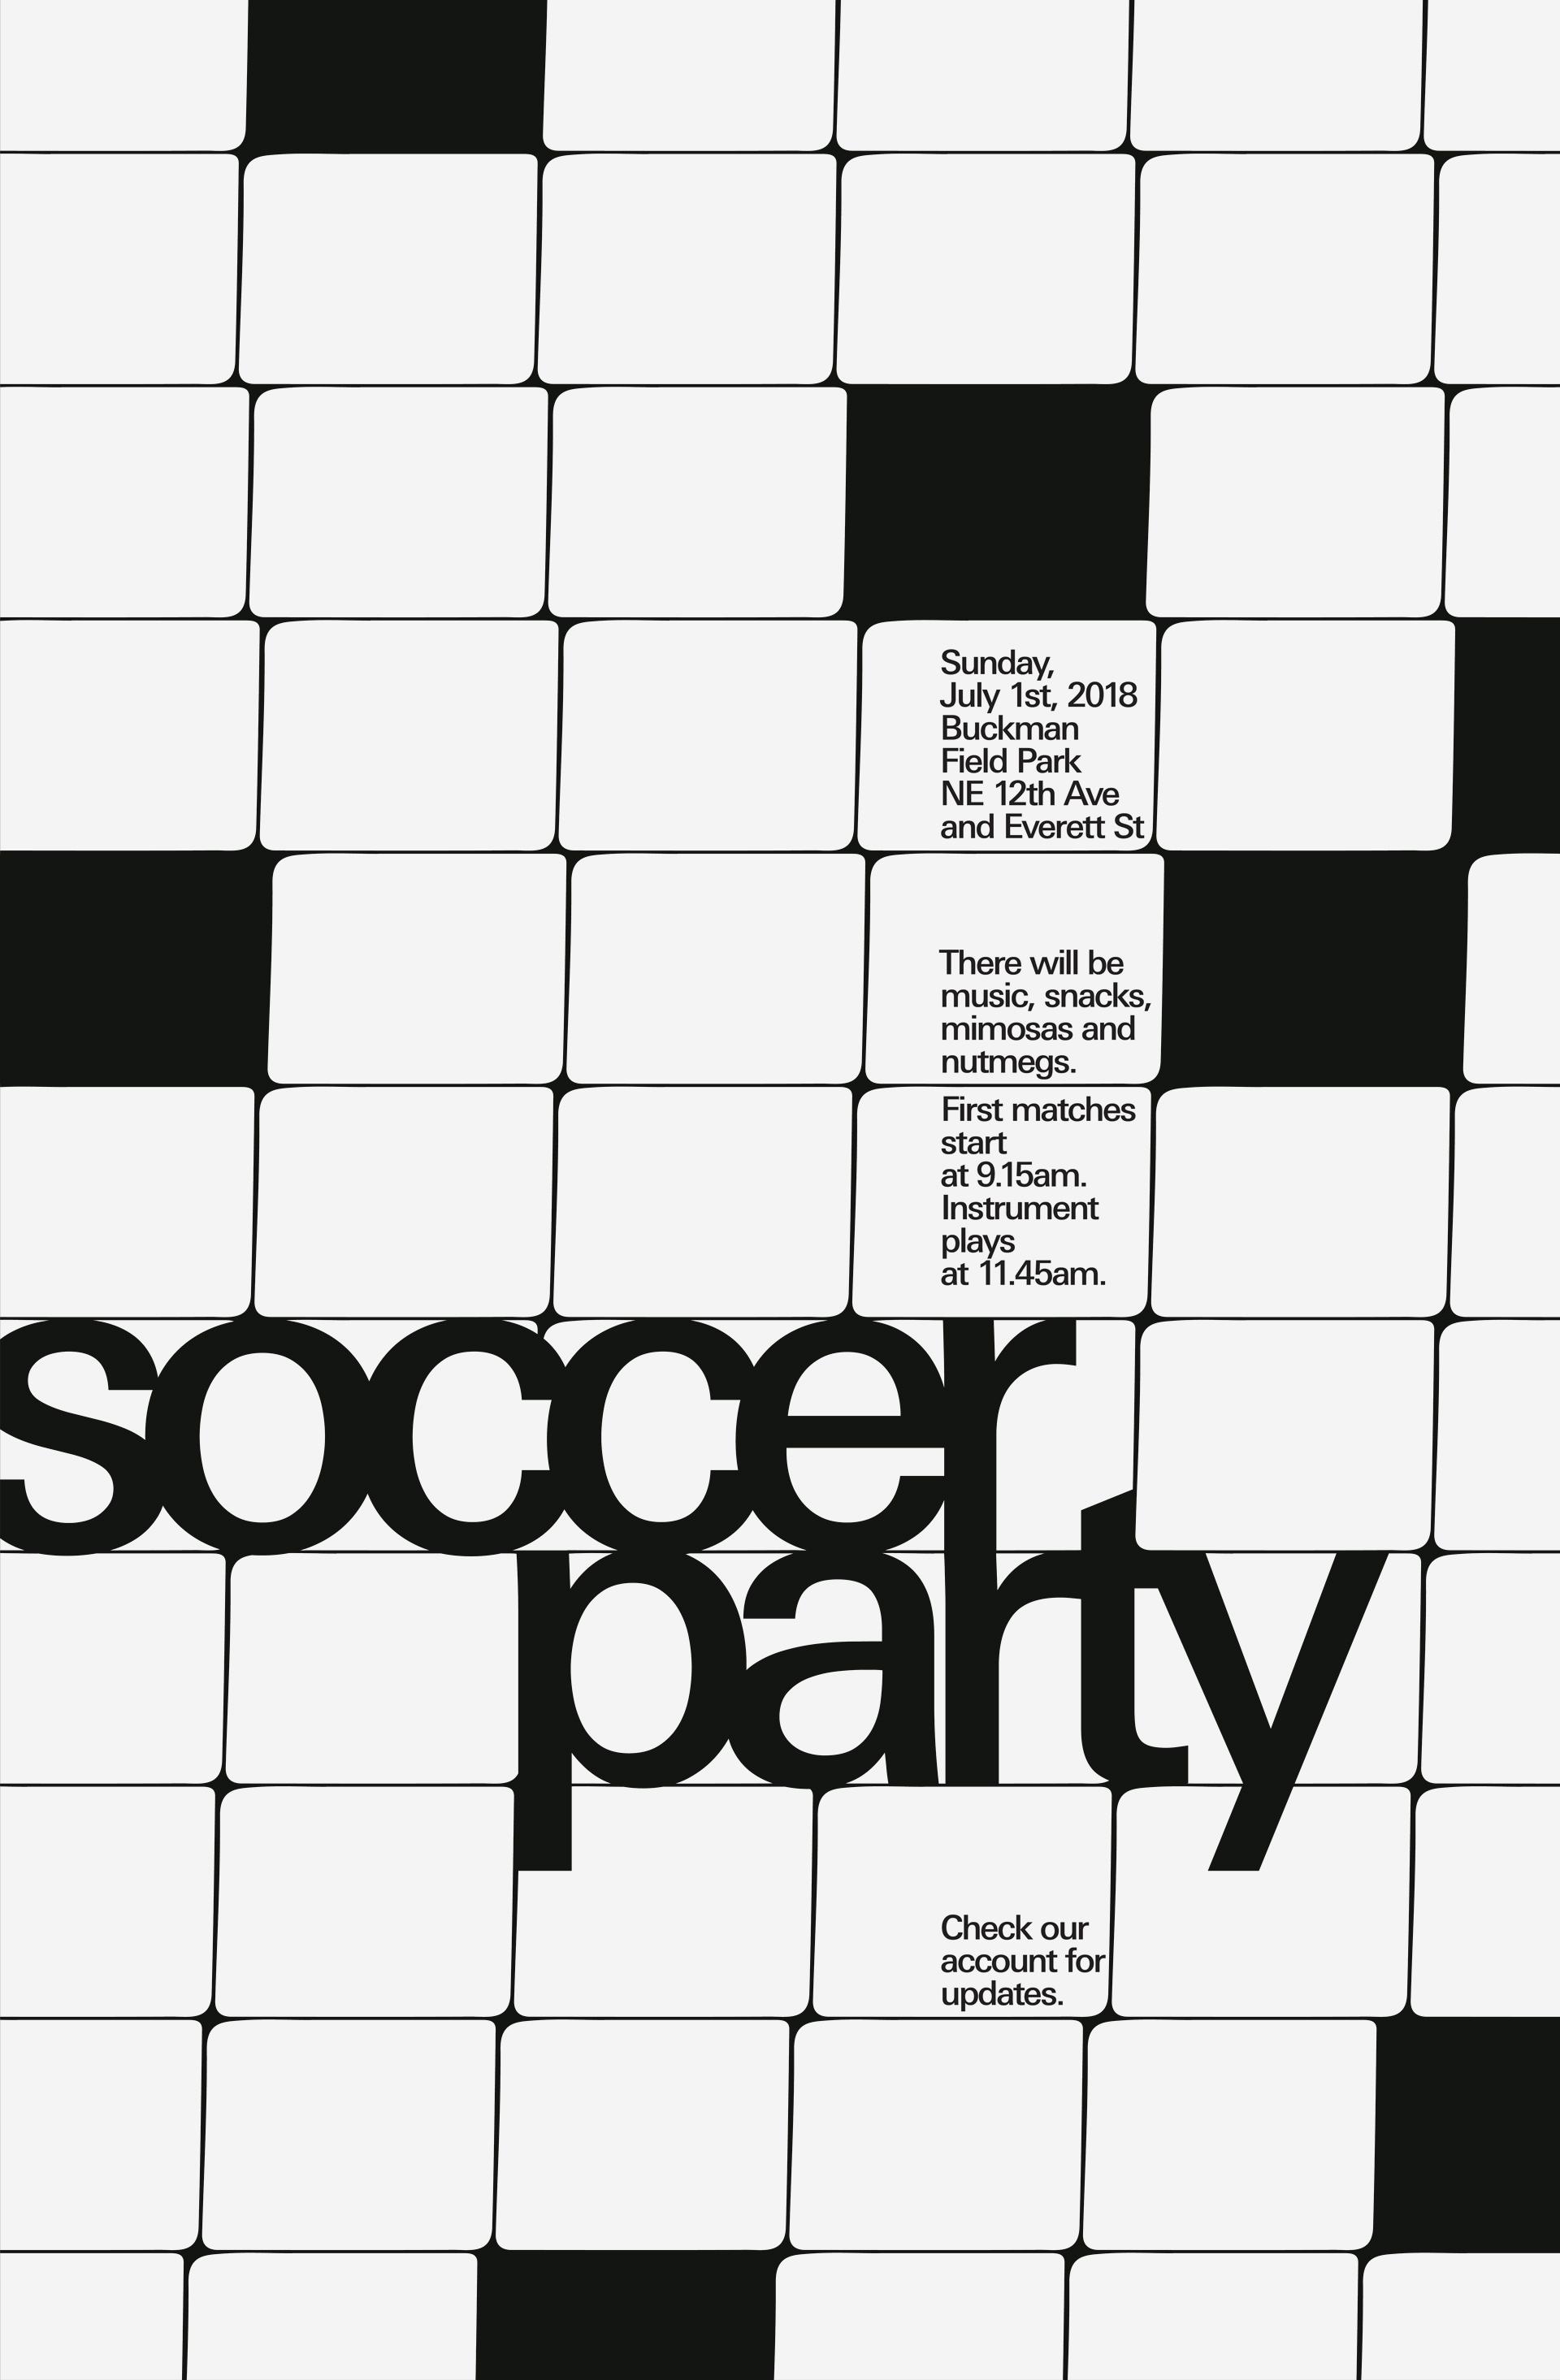 Sunday,
July 1st, 2018
Buckman
Field Park
NE 12th Ave
and Everett St
There will be
music, snacks,
mimosas and
nutmegs.
First matches
start
at 9.15am.
Instrument
plays
at 11.45am.
soccer
party
Check our
account for
updates.